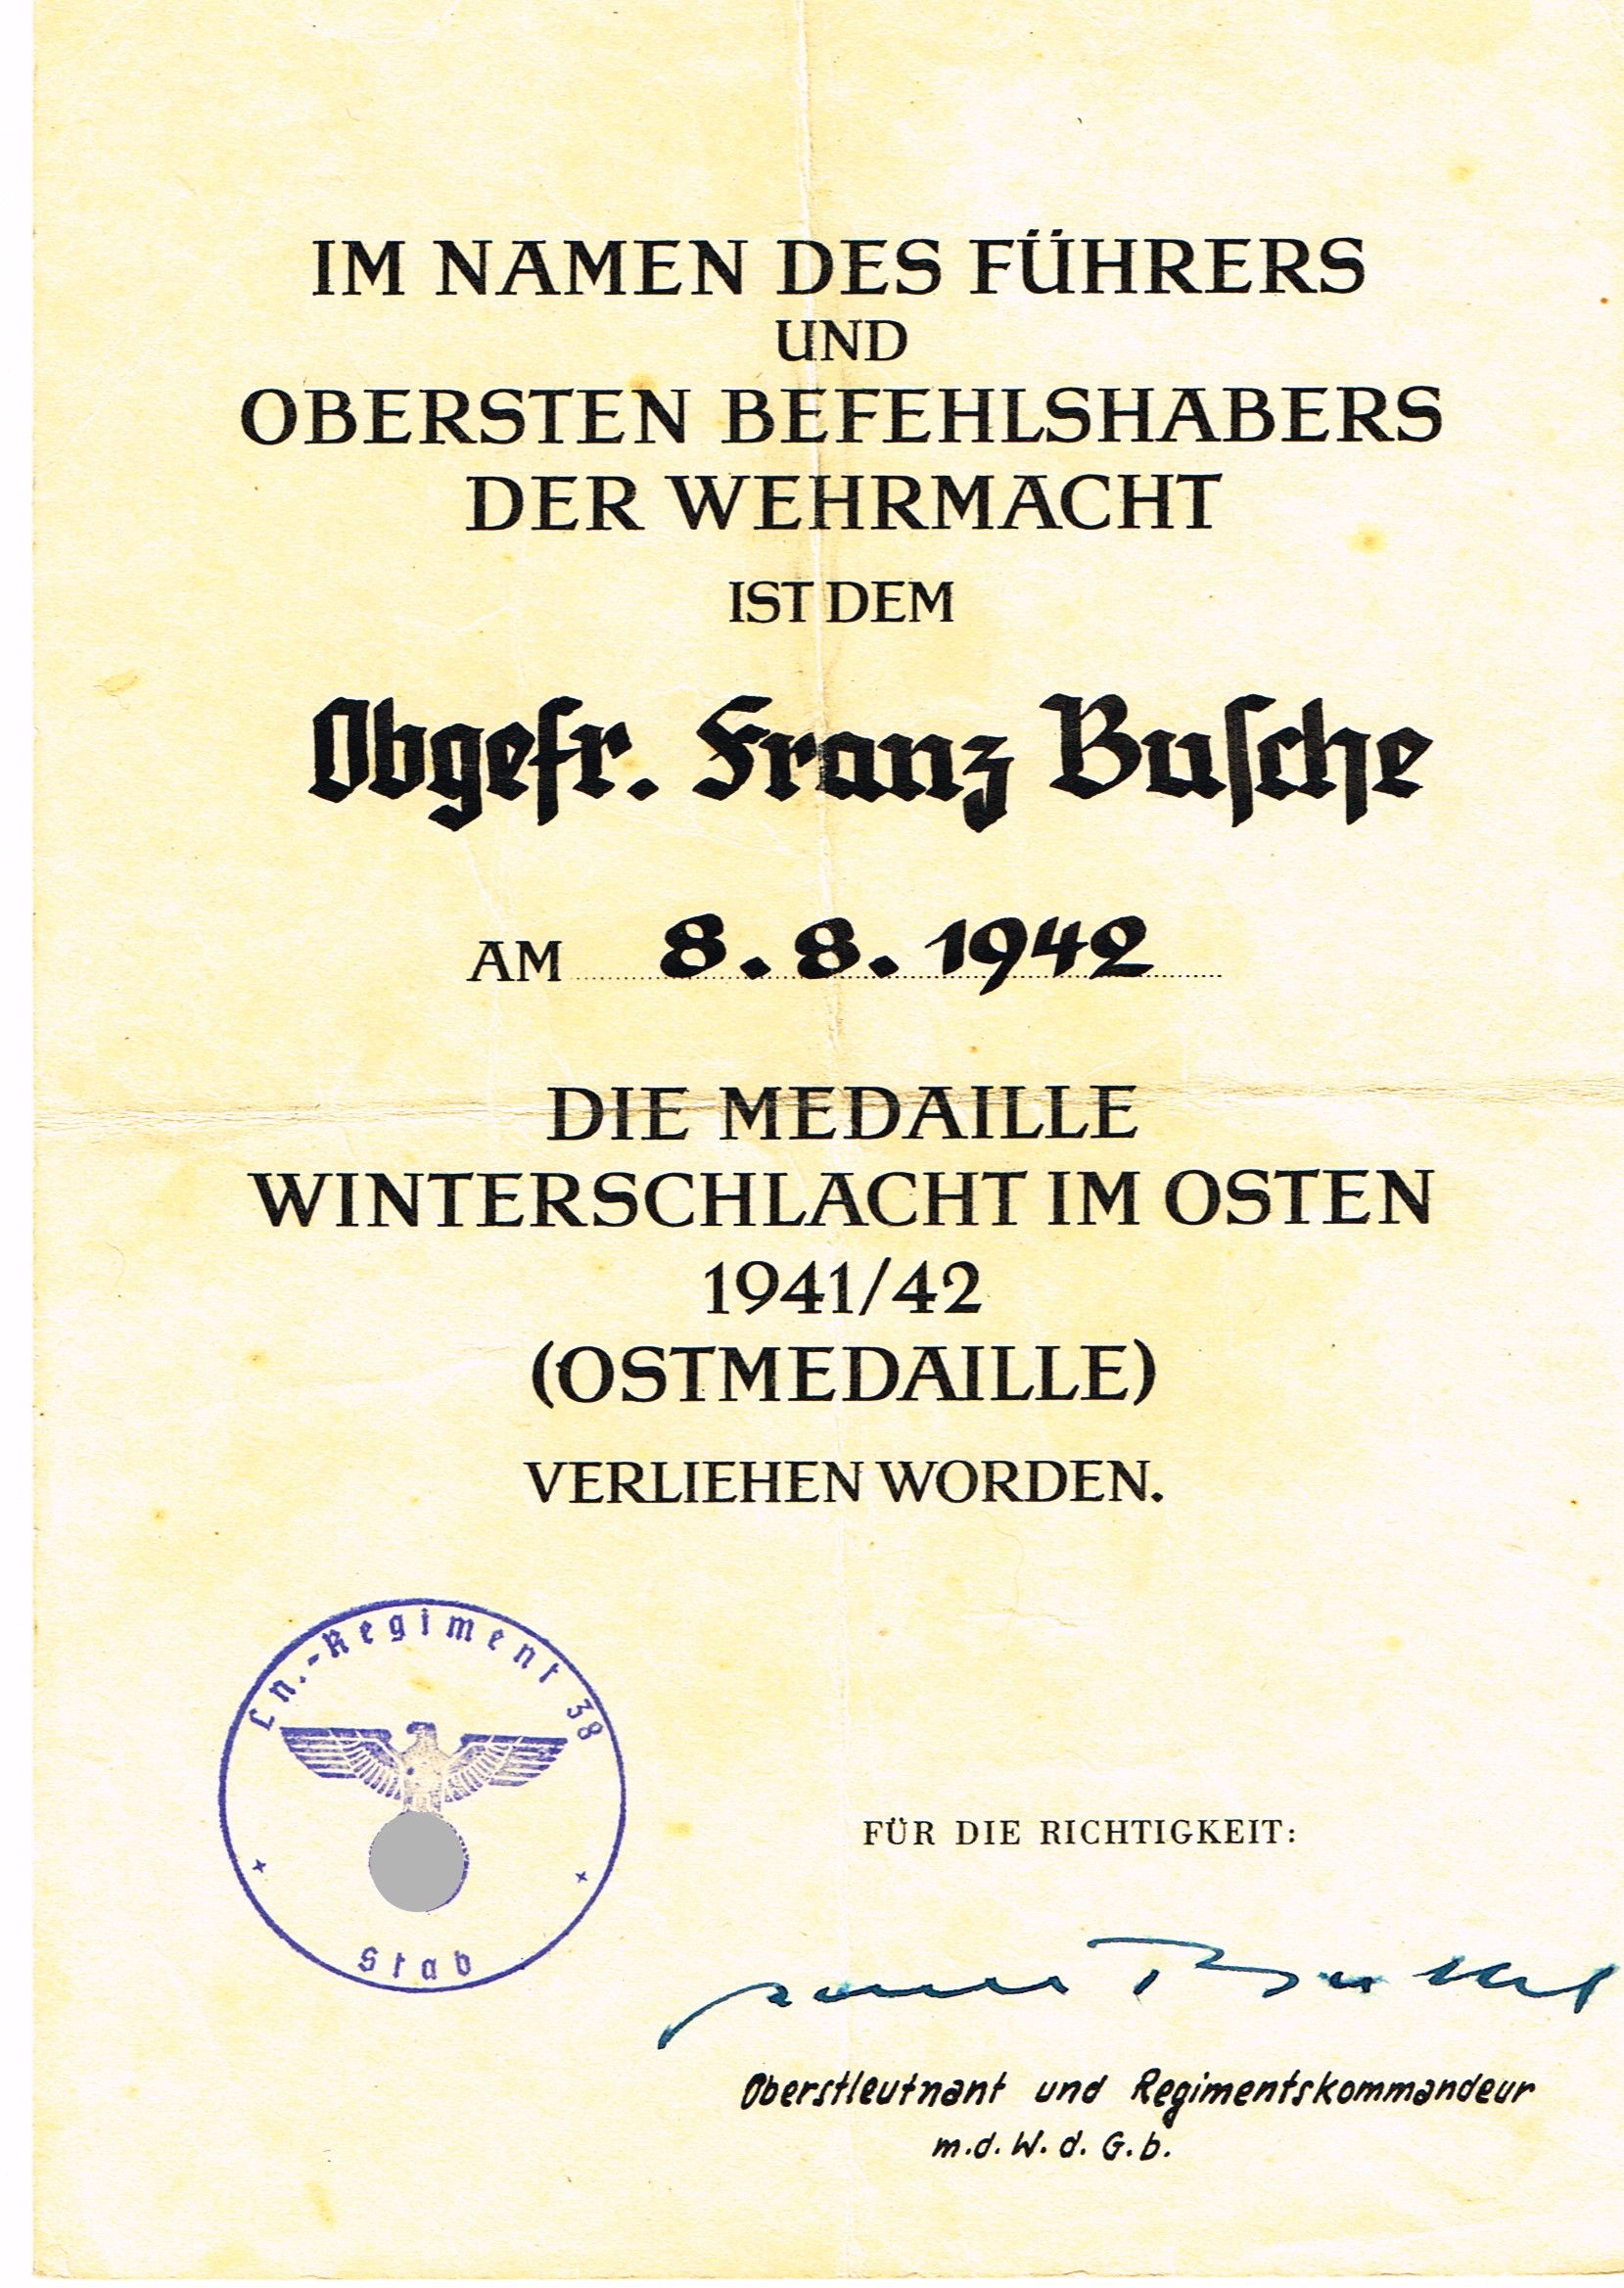 IM NAMEN DES FÜHRERS
UND
OBERSTEN BEFEHLSHABERS
DER WEHRMACHT
IST DEM
Obgefr. Franz Busche
AM 8. 8. 1942
DIE MEDAILLE
WINTERSCHLACHT IM OSTEN
1941/42
(OSTMEDAILLE)
VERLIEHEN WORDEN.
Ln.-Regiment 38
Stab
FÜR DIE RICHTIGKEIT:
Oberstleutnant und Regimentskommandeur
m.d.W.d.G.b.